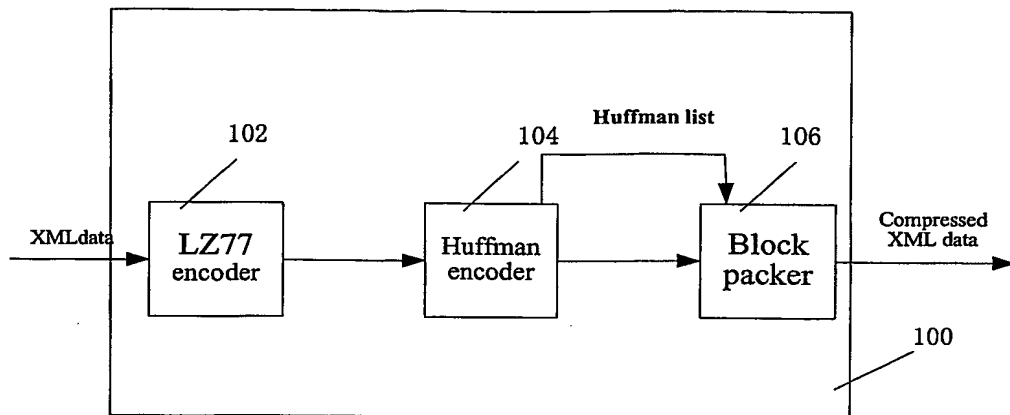 Huffman list
102
104
106
XMLdata
LZ77
encoder
Huffman
encoder
Block
packer
Compressed
XML data
100